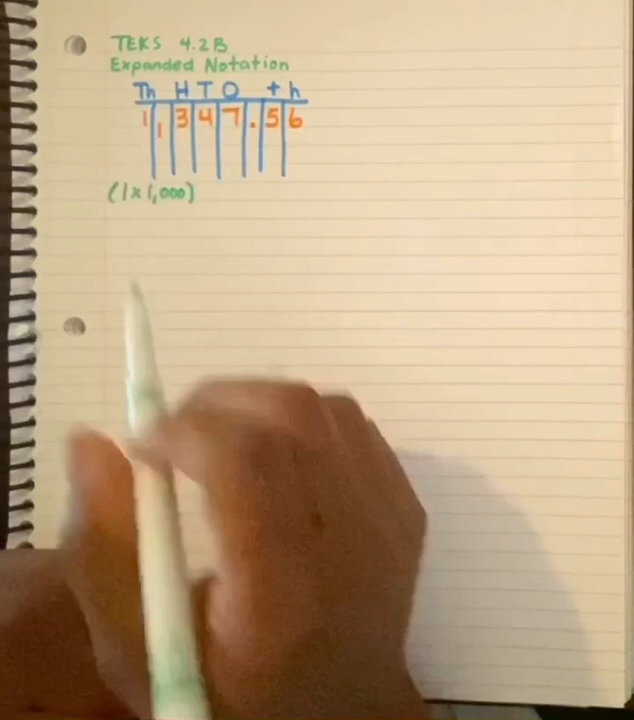 TEKS 4.2B
Expanded Notation
Th H T O t h
1,347.56
(1×1,000)